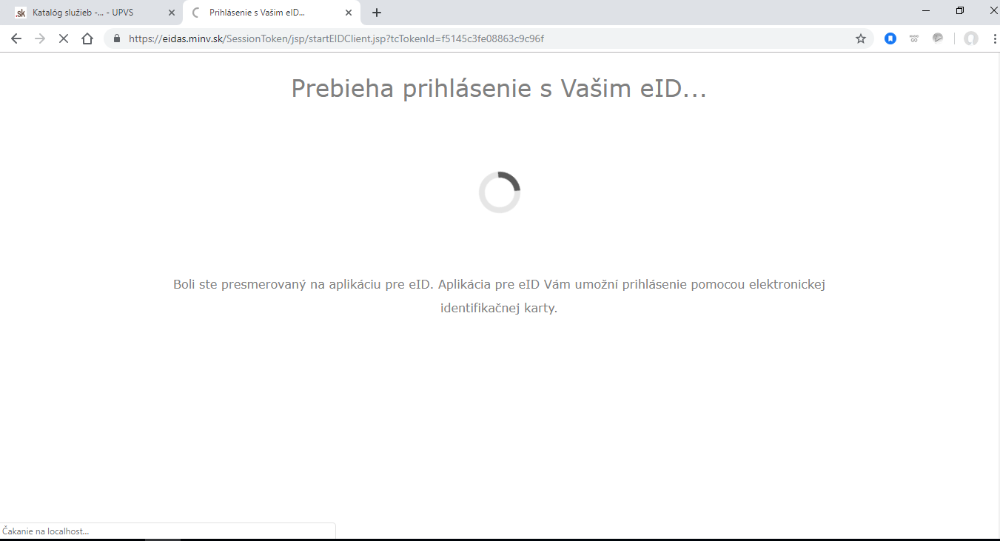 .sk Katalóg služieb -... - UPVS
Prihlásenie s Vašim eID...
https://eidas.minv.sk/SessionToken/jsp/startEIDClient.jsp?tcTokenId=f5145c3fe08863c9c96f
Prebieha prihlásenie s Vašim eID...
Boli ste presmerovaný na aplikáciu pre eID. Aplikácia pre eID Vám umožní prihlásenie pomocou elektronickej
identifikačnej karty.
Čakanie na localhost...